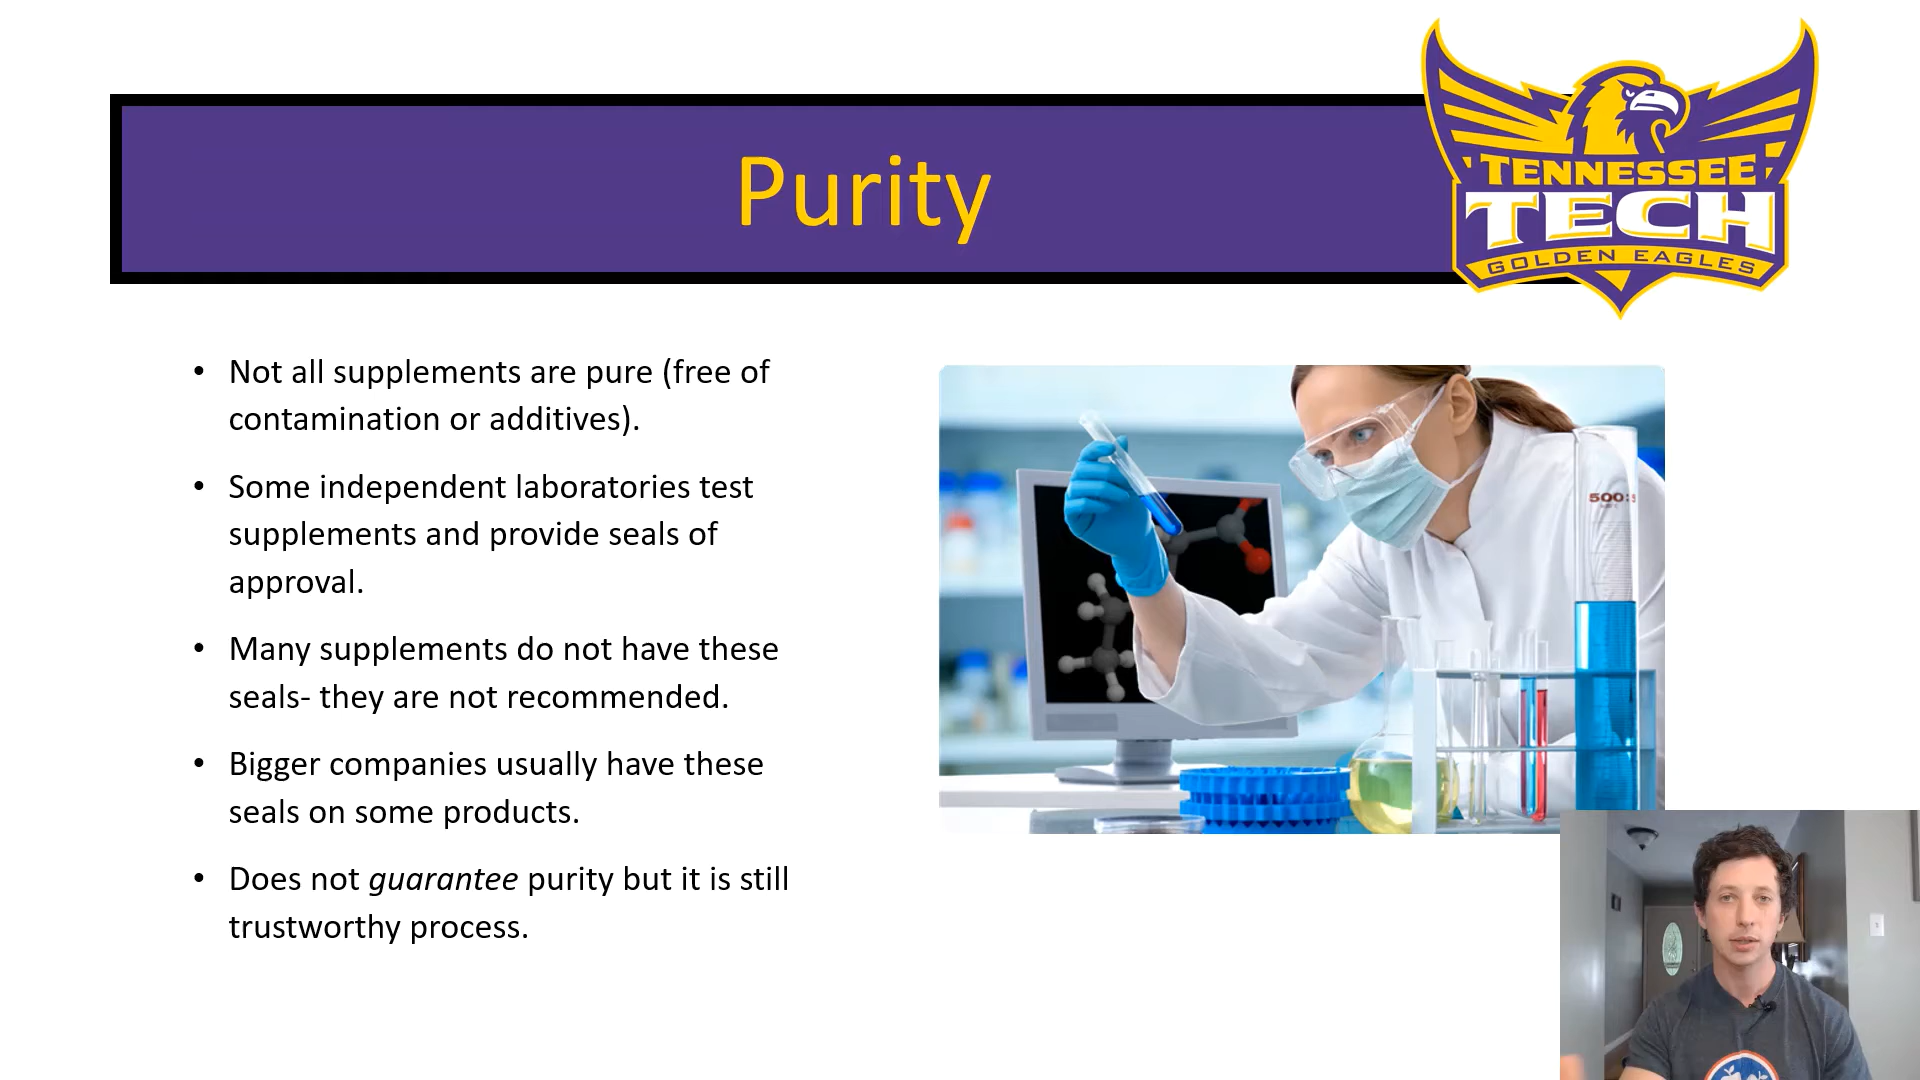 Purity
TENNESSEE
TECH
GOLDEN EAGLES
• Not all supplements are pure (free of
contamination or additives).
• Some independent laboratories test
supplements and provide seals of
approval.
• Many supplements do not have these
seals- they are not recommended.
• Bigger companies usually have these
seals on some products.
• Does not guarantee purity but it is still
trustworthy process.